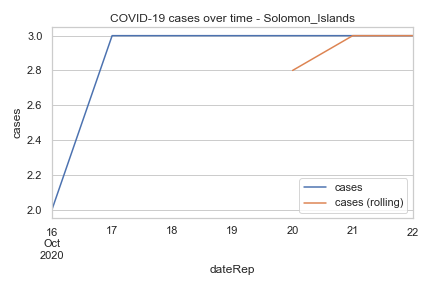 COVID-19 cases over time - Solomon_Islands
3.0
2.8
2.6
2.4
2.2
2.0
cases
cases
cases (rolling)
16 17 18 19 20 21 22
Oct
2020
dateRep